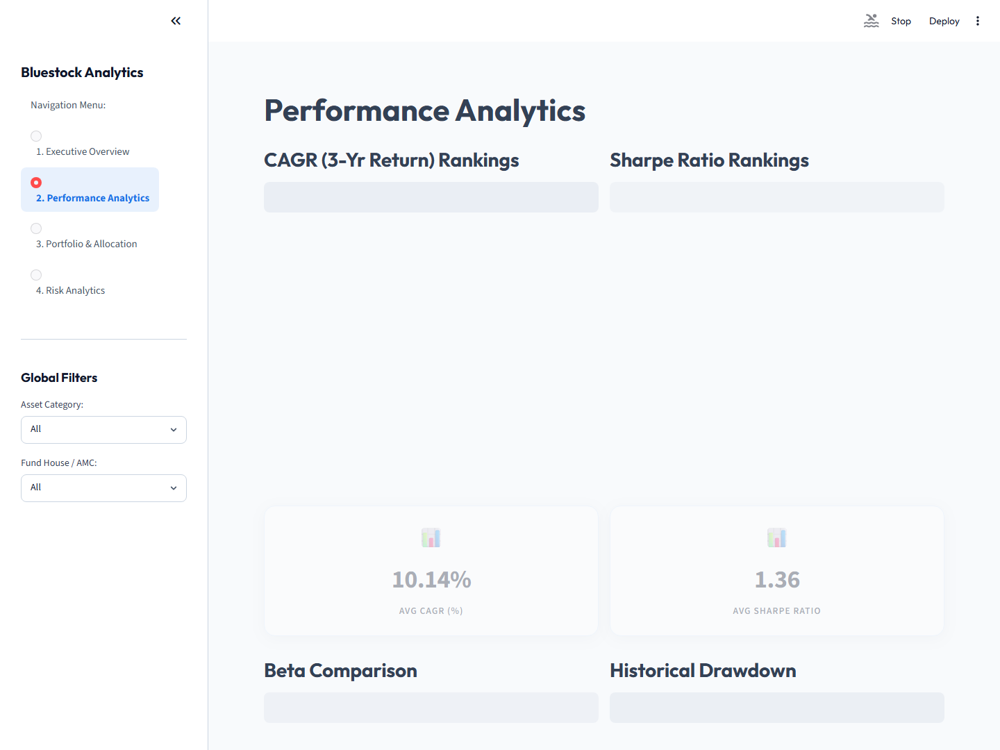 Stop
Deploy
Bluestock Analytics
Navigation Menu:
1. Executive Overview
2. Performance Analytics
3. Portfolio & Allocation
4. Risk Analytics
Global Filters
Asset Category:
All
Fund House / AMC:
All
Performance Analytics
CAGR (3-Yr Return) Rankings
Sharpe Ratio Rankings
10.14%
AVG CAGR (%)
1.36
AVG SHARPE RATIO
Beta Comparison
Historical Drawdown